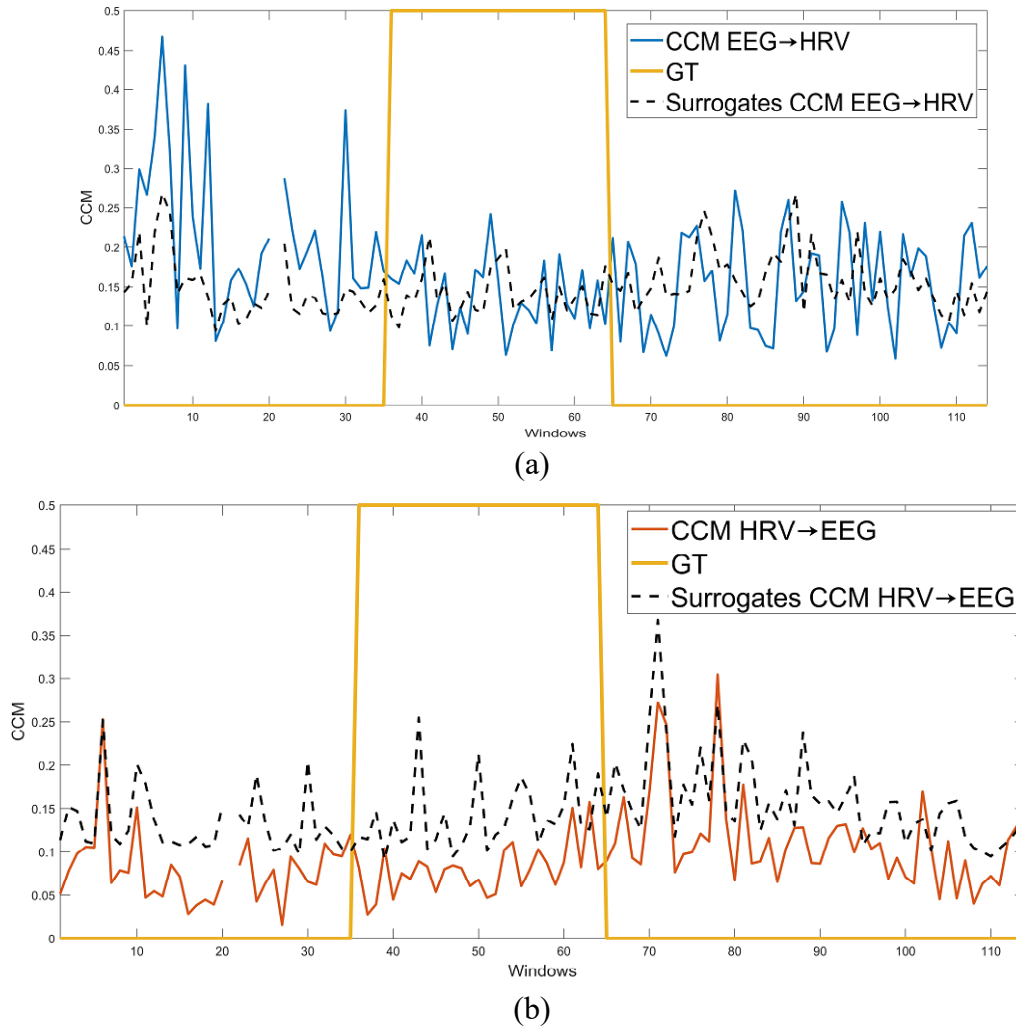 0.5
0.45
0.4
0.35
0.3
0.25
0.2
0.15
0.1
0.05
0
CCM
CCM EEG→HRV
GT
Surrogates CCM EEG→HRV
10 20 30 40 50 60 70 80 90 100 110
Windows
(a)
0.5
0.45
0.4
0.35
0.3
0.25
0.2
0.15
0.1
0.05
0
CCM
CCM HRV→EEG
GT
Surrogates CCM HRV→EEG
10 20 30 40 50 60 70 80 90 100 110
Windows
(b)